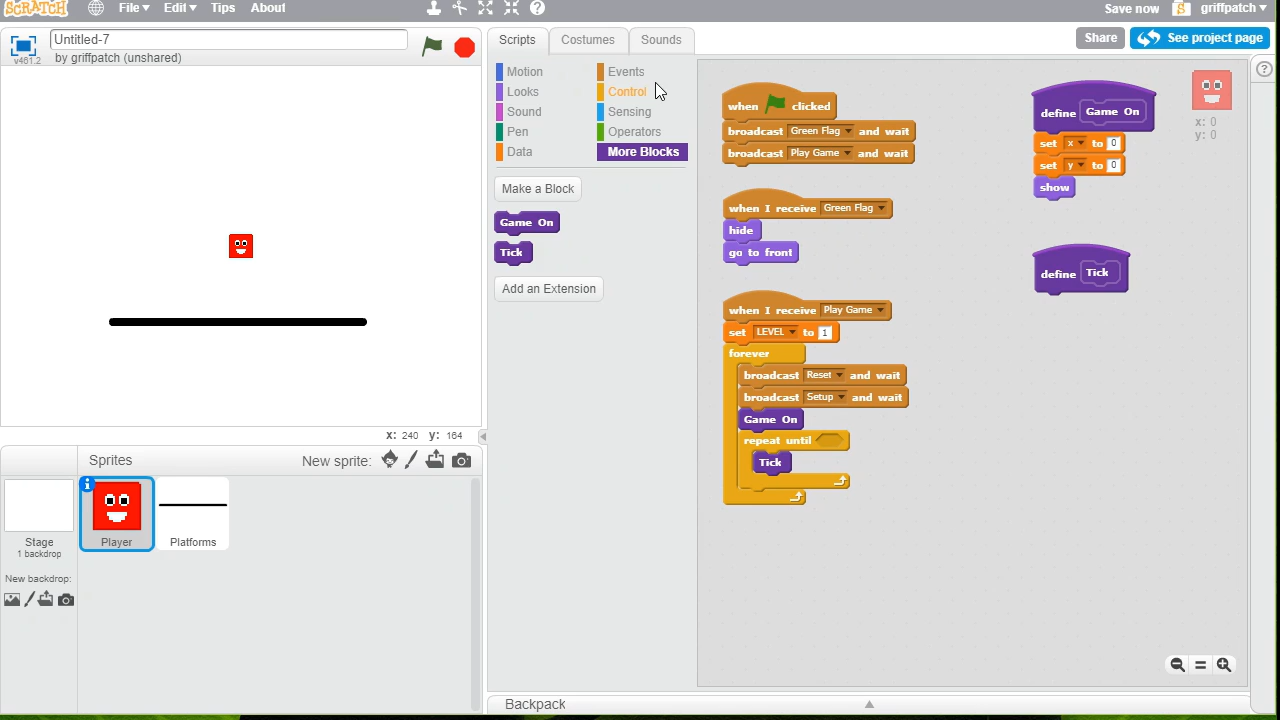 SCRATCH File Edit Tips About Save now griffpatch
Untitled-7
v461.2 by griffpatch (unshared)
Scripts Costumes Sounds
Share See project page
Motion Events
Looks Control
Sound Sensing
Pen Operators
Data More Blocks
Make a Block
Game On
Tick
Add an Extension
when clicked
broadcast Green Flag and wait
broadcast Play Game and wait
when I receive Green Flag
hide
go to front
when I receive Play Game
set LEVEL to 1
forever
broadcast Reset and wait
broadcast Setup and wait
Game On
repeat until
Tick
define Game On
set x to 0
set y to 0
show
define Tick
x: 0
y: 0
x: 240 y: 164
Sprites New sprite:
Stage
1 backdrop
New backdrop:
Player
Platforms
Backpack